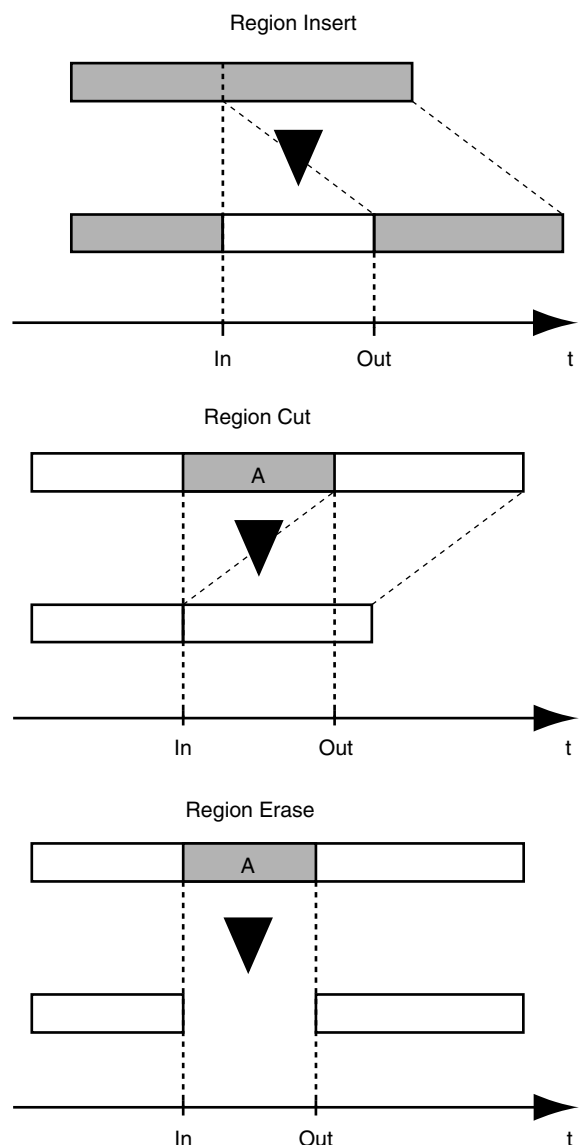 Region Insert
In Out t
Region Cut
A
In Out t
Region Erase
A
In Out t